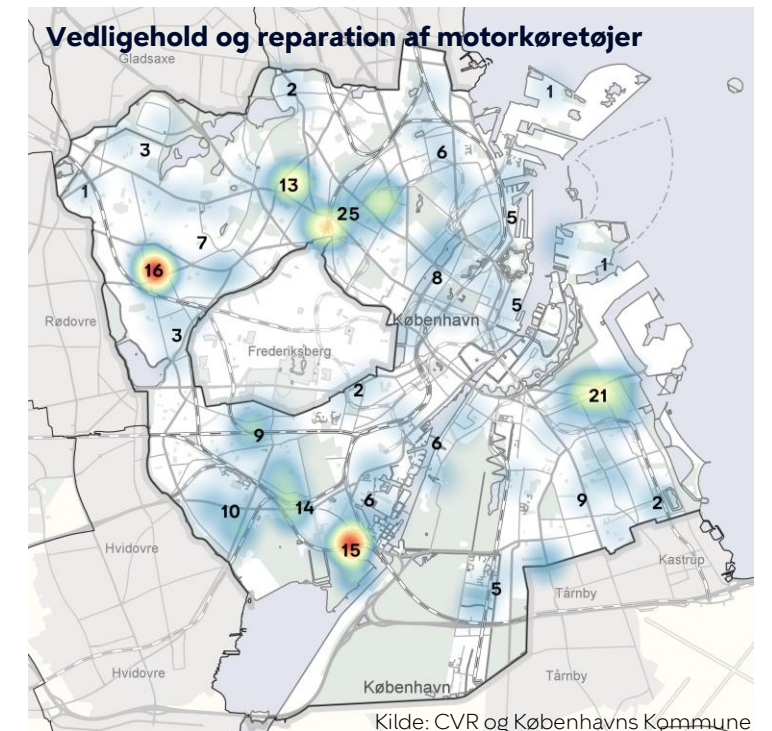 Vedligehold og reparation af motorkøretøjer
Gladsaxe
2
1
3
6
1
13
25
5
7
16
8
1
5
Rødovre
3
København
Frederiksberg
2
21
9
6
10
14
6
9
2
Hvidovre
15
Kastrup
5
Tårnby
Hvidovre
København
Tårnby
Kilde: CVR og Københavns Kommune